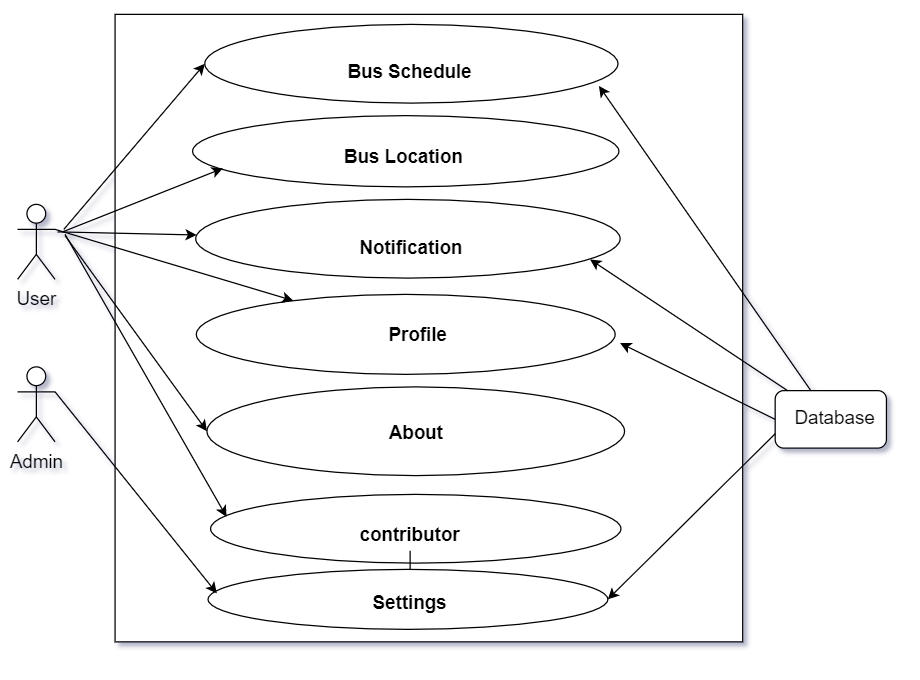 Bus Schedule
Bus Location
Notification
User
Profile
Database
About
Admin
contributor
Settings